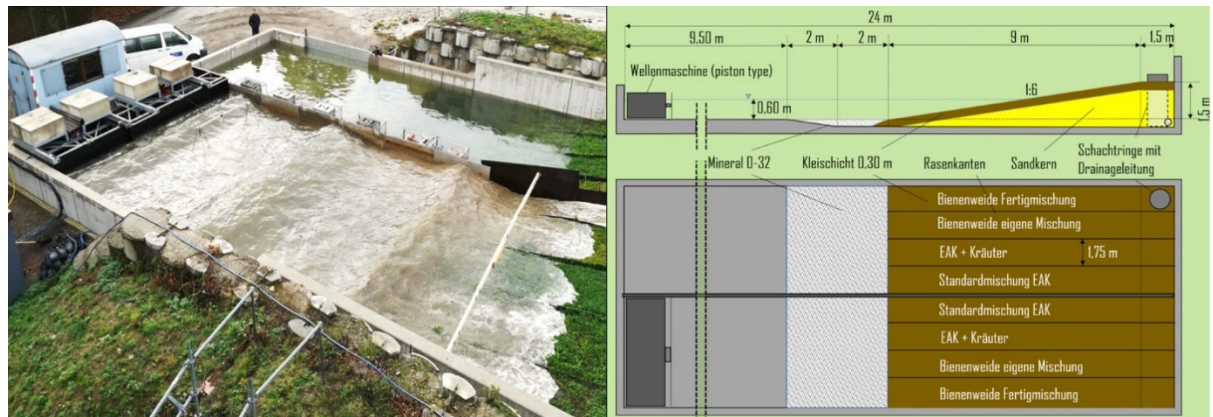 24 m
9.50 m
2 m
2 m
9 m
1.5 m
Wellenmaschine (piston type)
0.60 m
1:6
1.5 m
Mineral 0-32
Kleischicht 0.30 m
Rasenkanten
Sandkern
Schachtringe mit
Drainageleitung
Bienenweide Fertigmischung
Bienenweide eigene Mischung
EAK + Kräuter
1,75 m
Standardmischung EAK
Standardmischung EAK
EAK + Kräuter
Bienenweide eigene Mischung
Bienenweide Fertigmischung